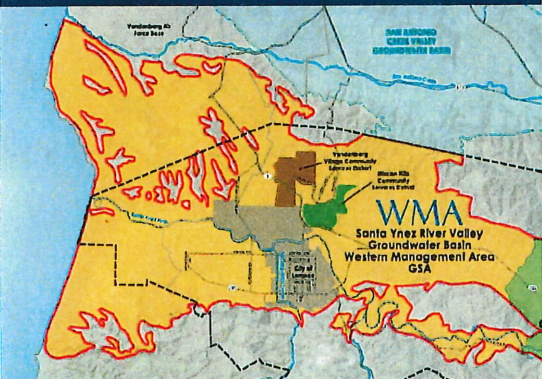 Vandenberg Air
Force Base
SAN ANTONIO
CREEK VALLEY
GROUNDWATER BASIN
Vandenberg
Village Community
Services District
Mission Hills
Community
Services District
WMA
Santa Ynez River Valley
Groundwater Basin
Western Management Area
GSA
City of
Lompoc